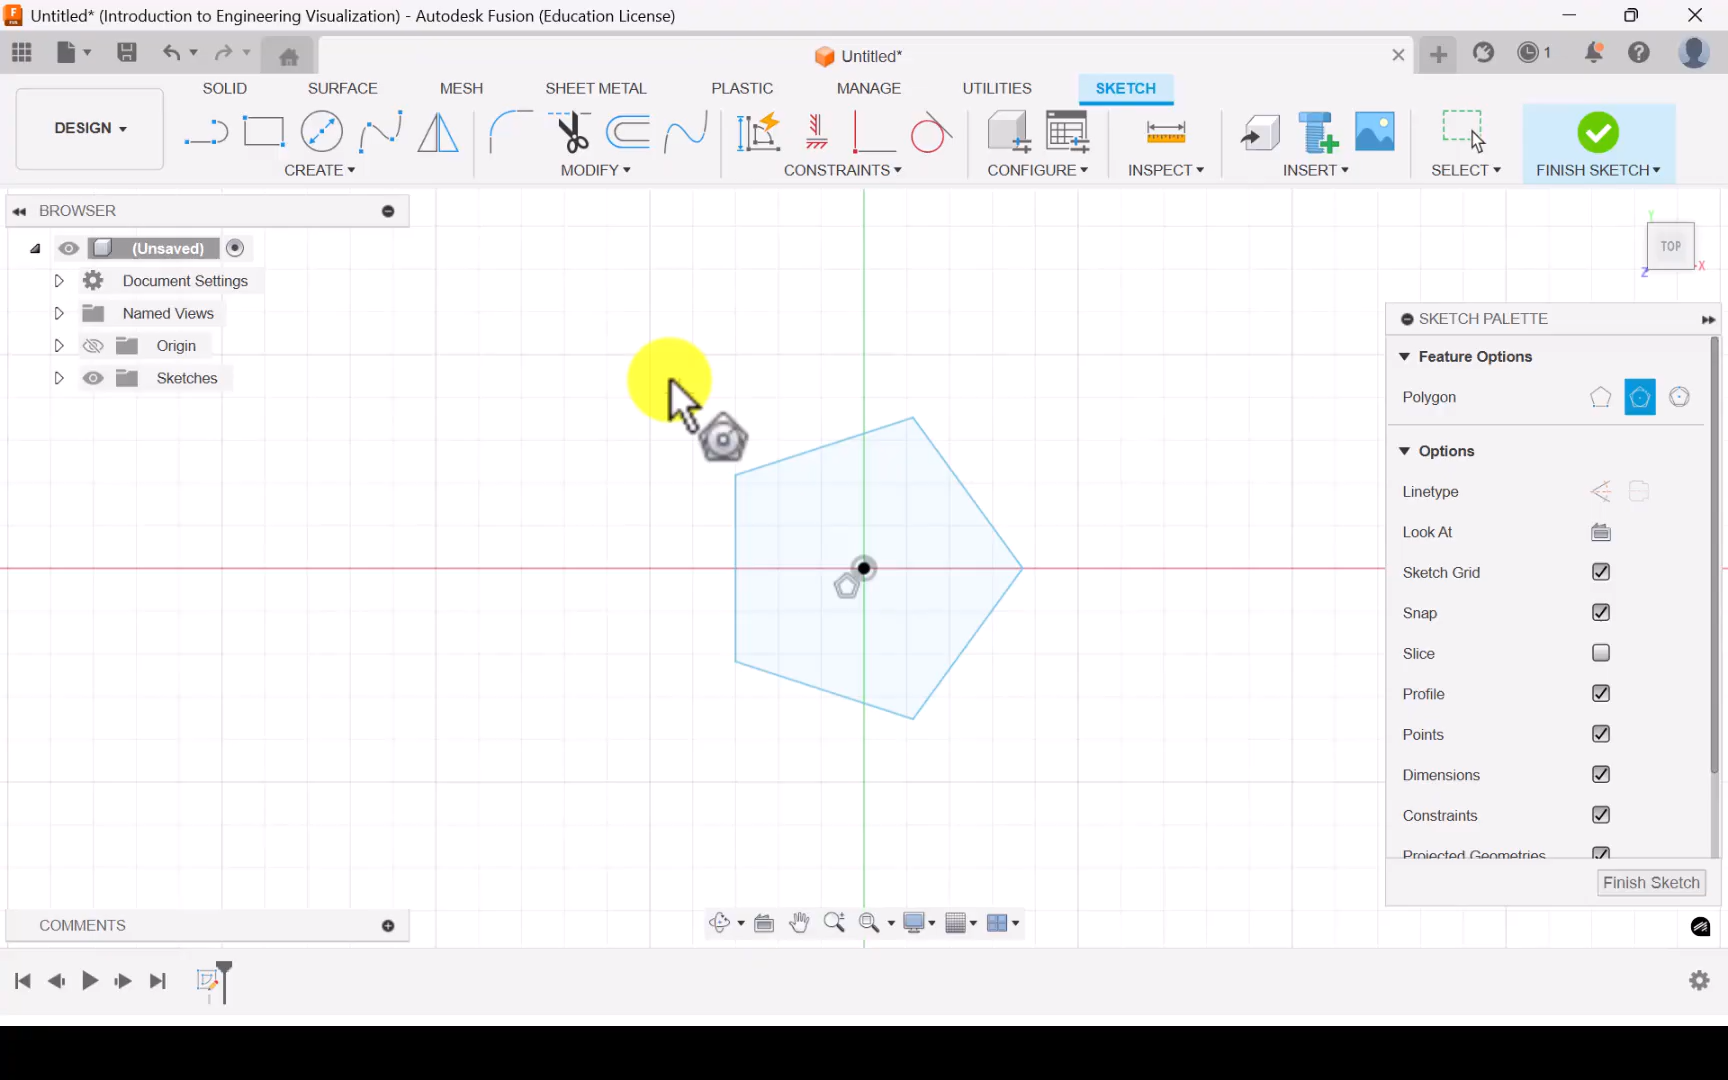 Untitled* (Introduction to Engineering Visualization) - Autodesk Fusion (Education License)
Untitled*
1
SOLID SURFACE MESH SHEET METAL PLASTIC MANAGE UTILITIES SKETCH
DESIGN
CREATE MODIFY CONSTRAINTS CONFIGURE INSPECT INSERT SELECT FINISH SKETCH
BROWSER
(Unsaved)
Document Settings
Named Views
Origin
Sketches
Y
TOP
X
Z
SKETCH PALETTE
Feature Options
Polygon
Options
Linetype
Look At
Sketch Grid
Snap
Slice
Profile
Points
Dimensions
Constraints
Projected Geometries
Finish Sketch
COMMENTS